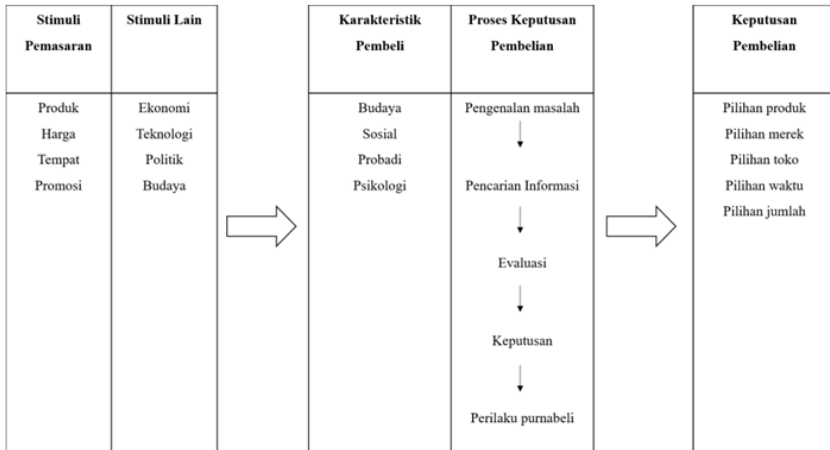 Stimuli
Pemasaran
Stimuli Lain
Produk
Harga
Tempat
Promosi
Ekonomi
Teknologi
Politik
Budaya
Karakteristik
Pembeli
Proses Keputusan
Pembelian
Budaya
Sosial
Probadi
Psikologi
Pengenalan masalah
Pencarian Informasi
Evaluasi
Keputusan
Perilaku purnabeli
Keputusan
Pembelian
Pilihan produk
Pilihan merek
Pilihan toko
Pilihan waktu
Pilihan jumlah